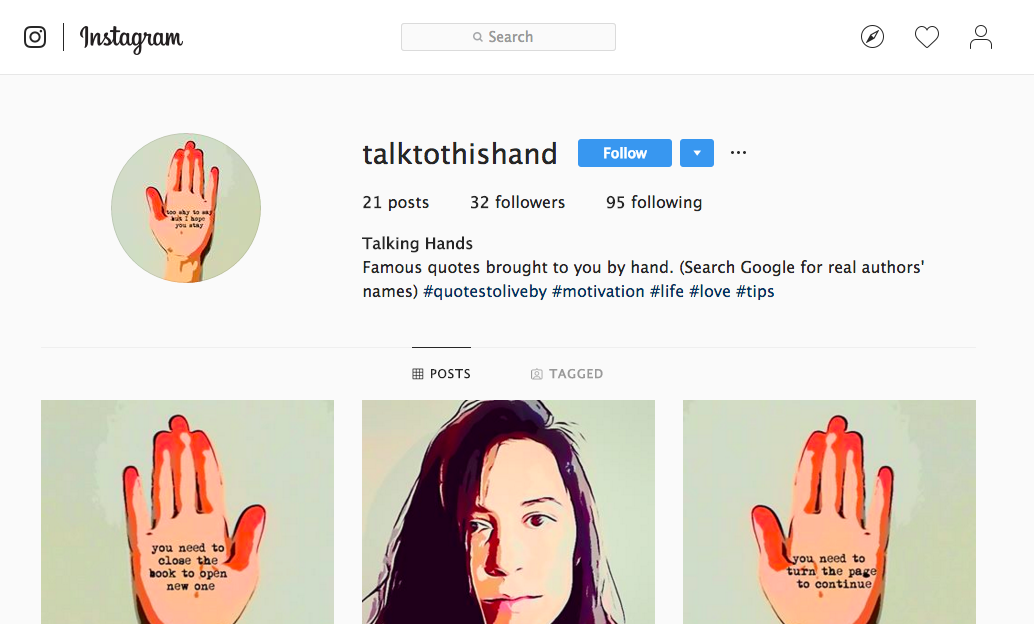 Instagram
Search
talktothishand
Follow
21 posts
32 followers
95 following
Talking Hands
Famous quotes brought to you by hand. (Search Google for real authors'
names) #quotestoliveby #motivation #life #love #tips
too shy to say
but I hope
you stay
POSTS
TAGGED
you need to
close the
book to open
new one
you need to
turn the page
to continue